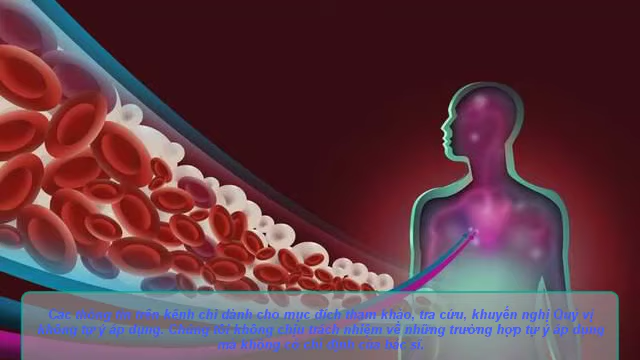 Các thông tin trên kênh chỉ dành cho mục đích tham khảo, tra cứu, khuyến nghị Quý vị
không tự ý áp dụng. Chúng tôi không chịu trách nhiệm về những trường hợp tự ý áp dụng
mà không có chỉ định của bác sĩ.